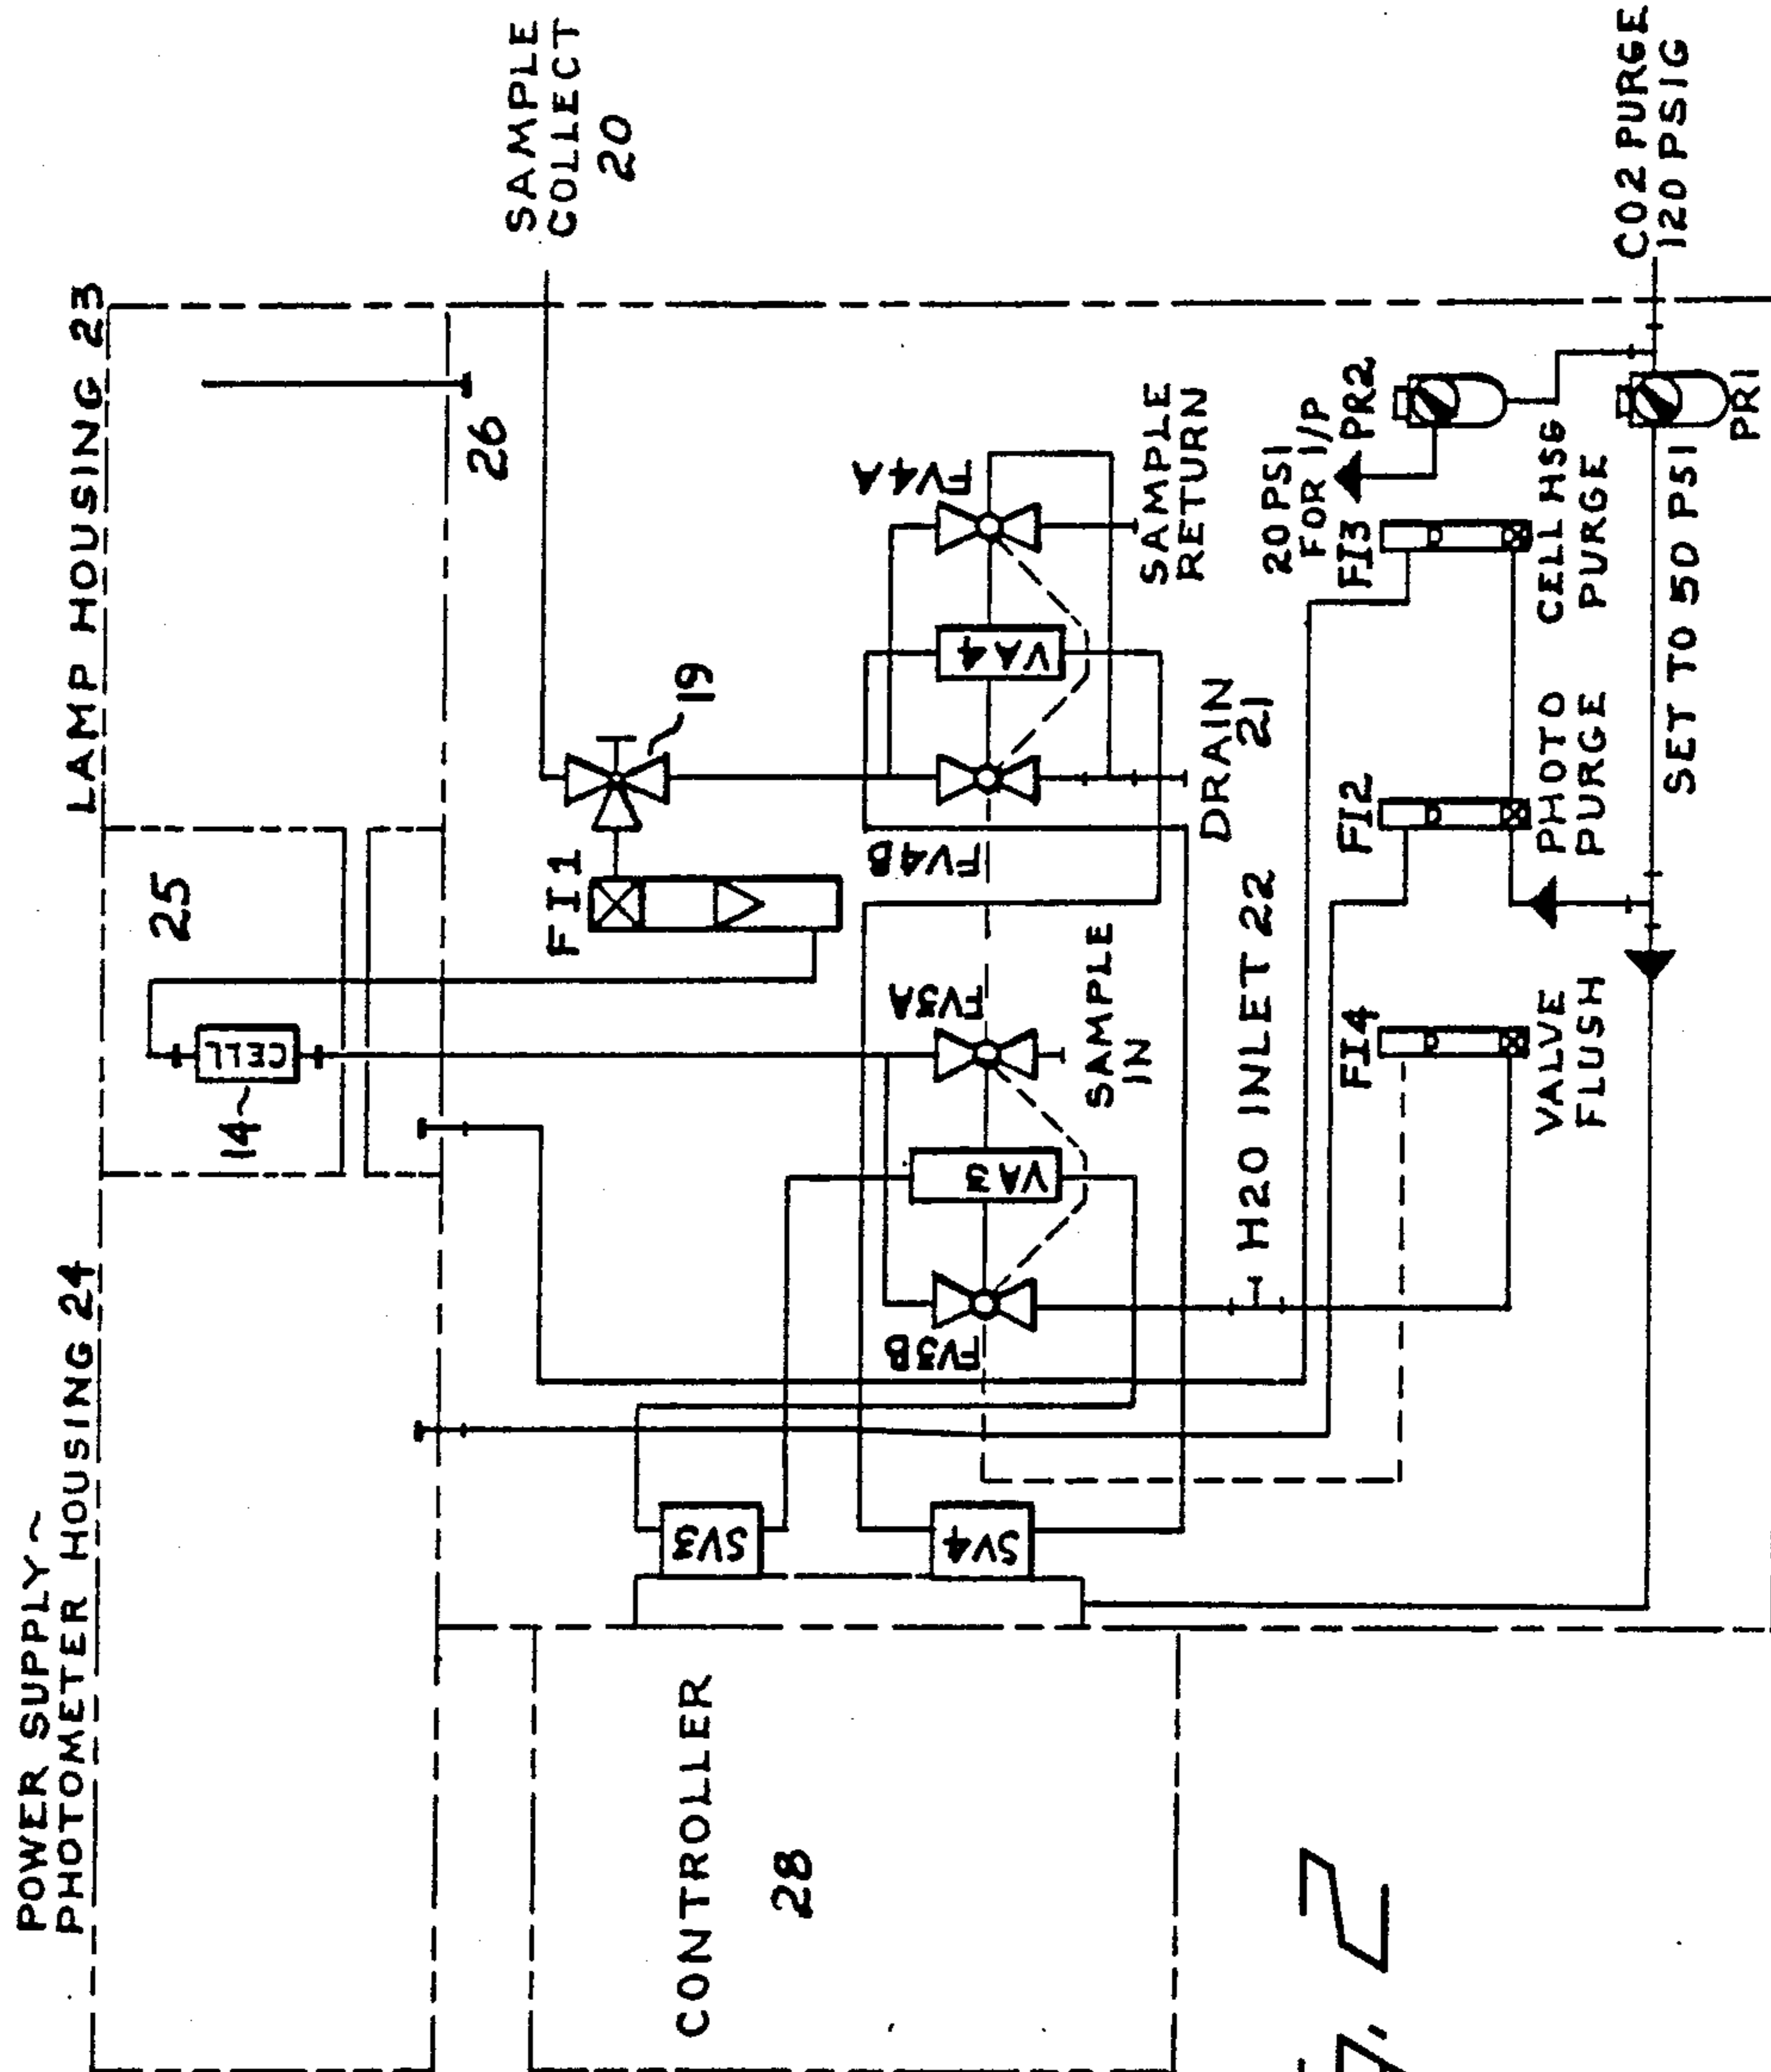 POWER SUPPLY~
PHOTOMETER HOUSING 24
LAMP HOUSING 23
25
14~
CELL
26
SAMPLE
COLLECT
20
FI1
19
CONTROLLER
28
SV3
SV4
FV3B
VA3
FV3A
SAMPLE
IN
FV4B
VA4
FV4A
SAMPLE
RETURN
DRAIN
21
H20 INLET 22
FI4
VALVE
FLUSH
FI2
PHOTO
PURGE
FI3
CELL HSG
PURGE
20 PSI
FOR I/P
PR2
SET TO 50 PSI
PR1
CO2 PURGE
120 PSIG
2